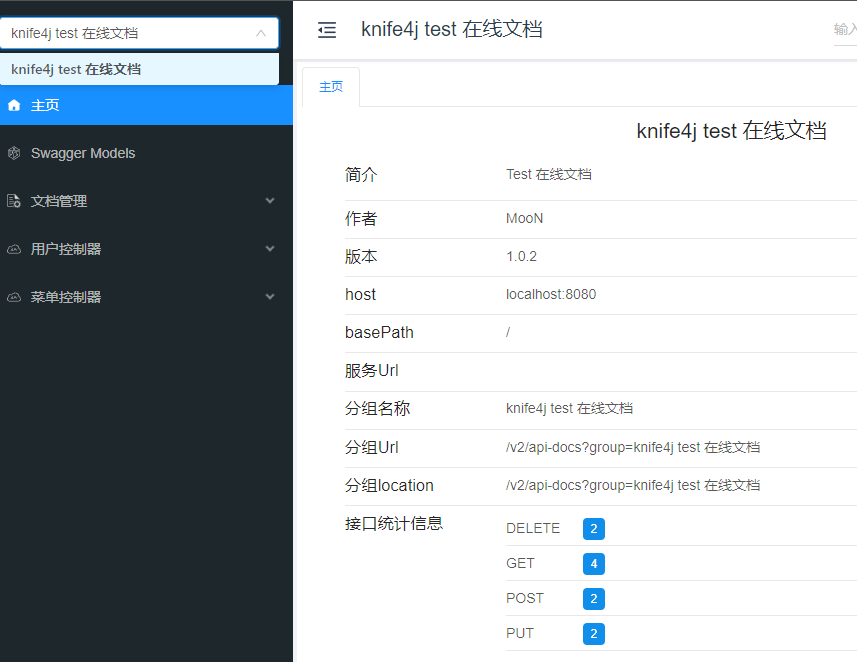 knife4j test 在线文档
knife4j test 在线文档
主页
Swagger Models
文档管理
用户控制器
菜单控制器
knife4j test 在线文档
输入
主页
knife4j test 在线文档
简介 Test 在线文档
作者 MooN
版本 1.0.2
host localhost:8080
basePath /
服务Url
分组名称 knife4j test 在线文档
分组Url /v2/api-docs?group=knife4j test 在线文档
分组location /v2/api-docs?group=knife4j test 在线文档
接口统计信息
DELETE 2
GET 4
POST 2
PUT 2